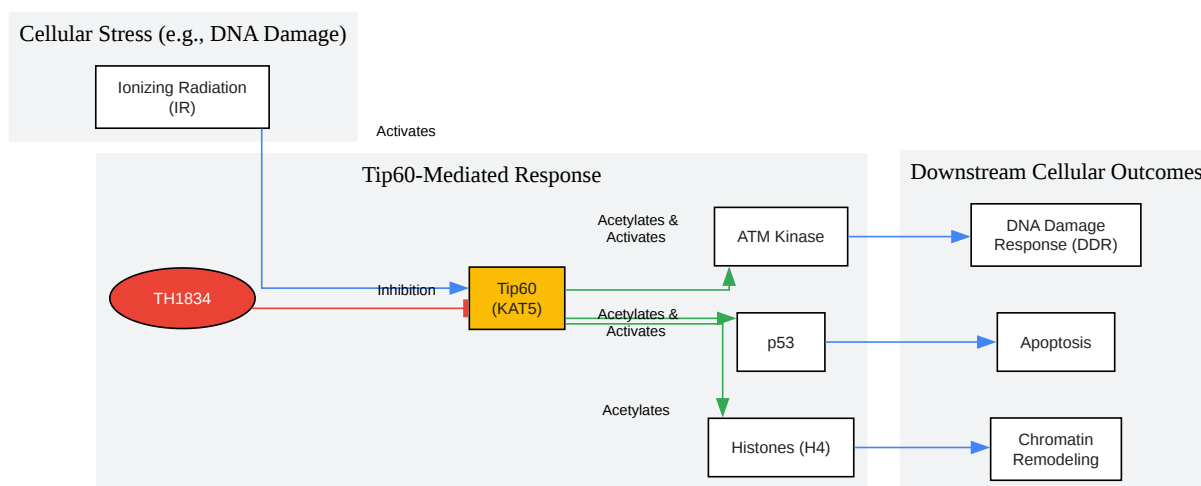 Cellular Stress (e.g., DNA Damage)
Ionizing Radiation
(IR)
Activates
Tip60-Mediated Response
Downstream Cellular Outcomes
Acetylates &
Activates
ATM Kinase
DNA Damage
Response (DDR)
TH1834
Inhibition
Tip60
(KAT5)
Acetylates &
Activates
p53
Apoptosis
Acetylates
Histones (H4)
Chromatin
Remodeling